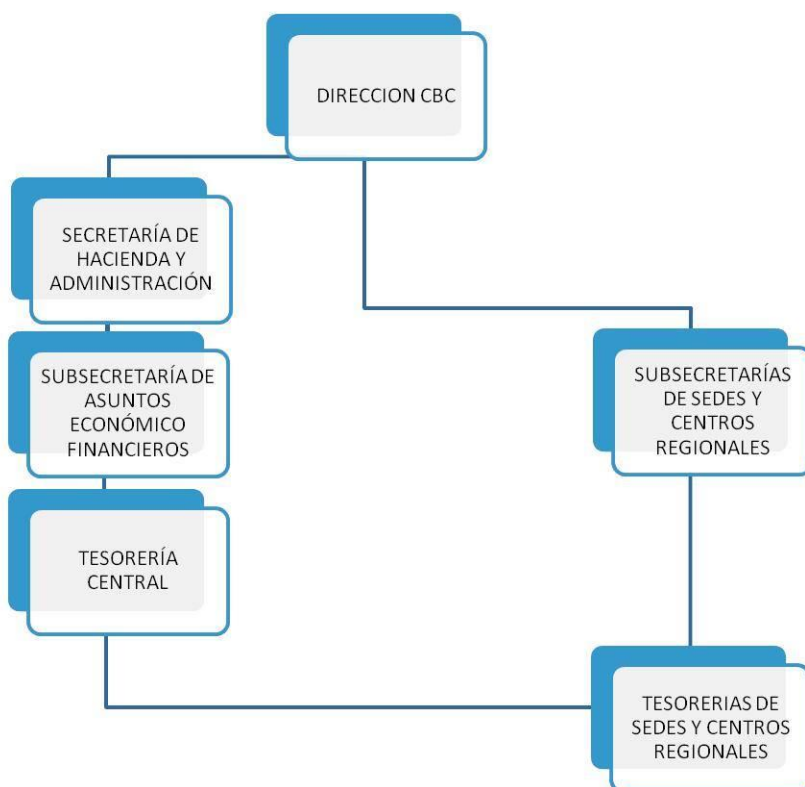 DIRECCION CBC
SECRETARÍA DE
HACIENDA Y
ADMINISTRACIÓN
SUBSECRETARÍA DE
ASUNTOS
ECONÓMICO
FINANCIEROS
TESORERÍA
CENTRAL
SUBSECRETARÍAS
DE SEDES Y
CENTROS
REGIONALES
TESORERIAS DE
SEDES Y CENTROS
REGIONALES